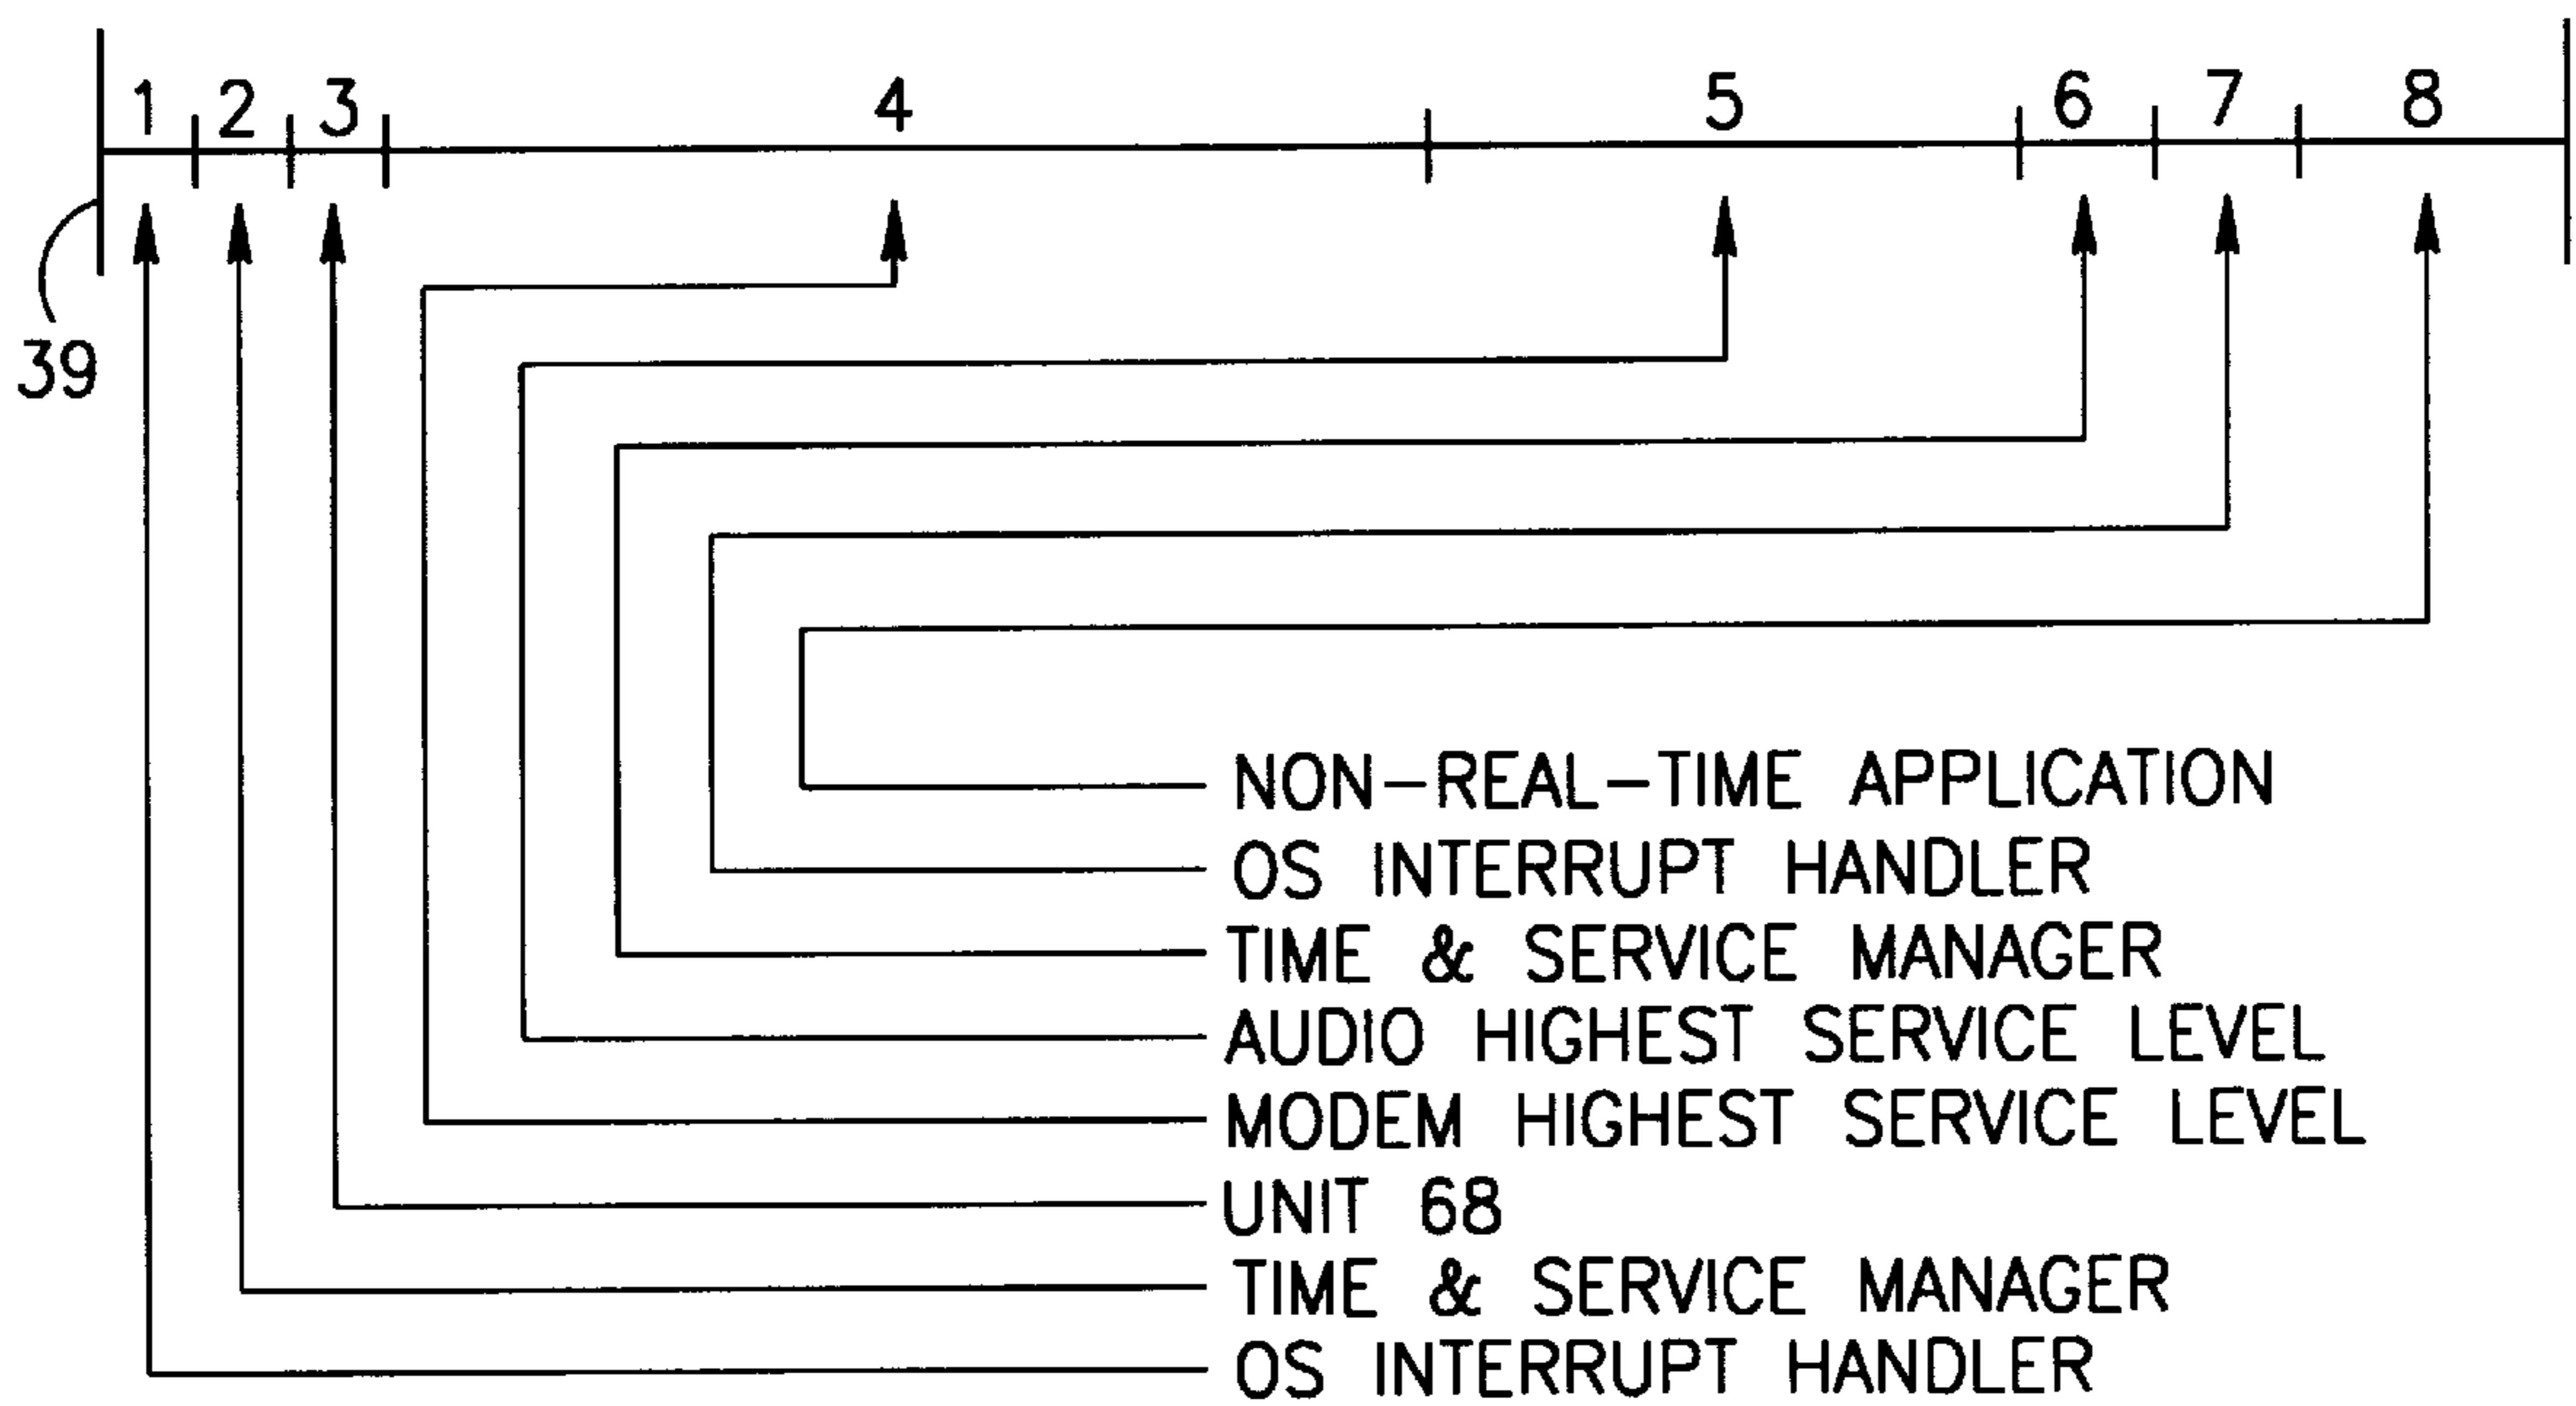 1 2 3 4 5 6 7 8
39
NON-REAL-TIME APPLICATION
OS INTERRUPT HANDLER
TIME & SERVICE MANAGER
AUDIO HIGHEST SERVICE LEVEL
MODEM HIGHEST SERVICE LEVEL
UNIT 68
TIME & SERVICE MANAGER
OS INTERRUPT HANDLER